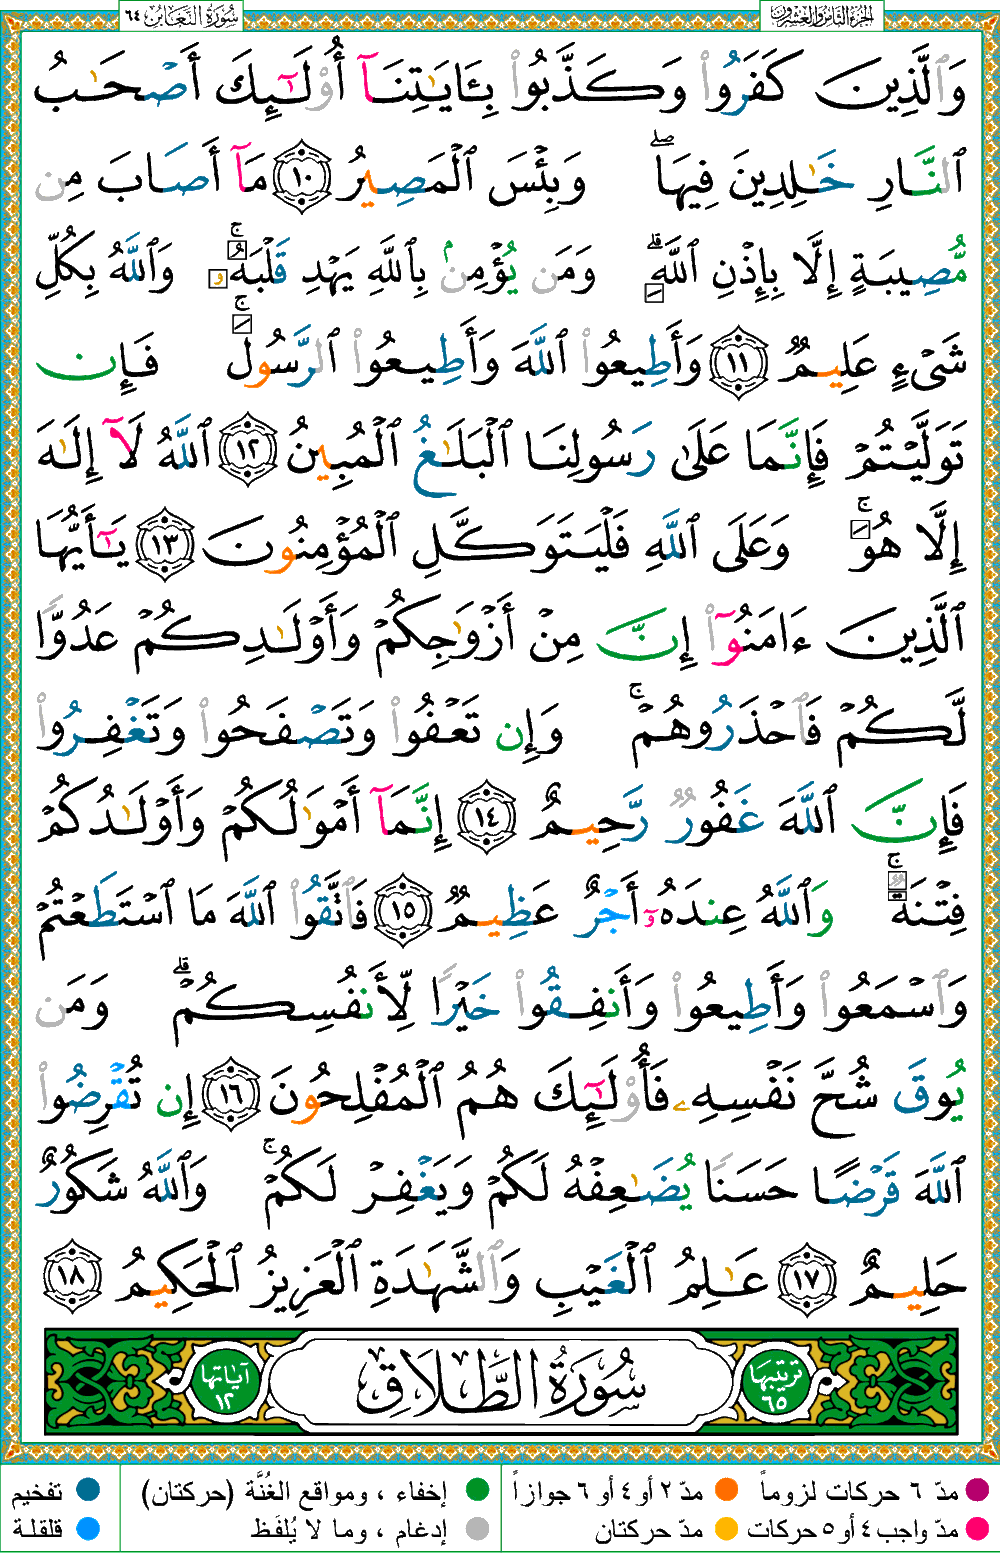 الجزء الثامن والعشرون
سُورَةُ التَّغَابُنِ ٦٤
وَٱلَّذِينَ كَفَرُوا۟ وَكَذَّبُوا۟ بِـَٔايَـٰتِنَآ أُو۟لَـٰٓئِكَ أَصْحَـٰبُ
ٱلنَّارِ خَـٰلِدِينَ فِيهَا ۖ وَبِئْسَ ٱلْمَصِيرُ ١٠ مَآ أَصَابَ مِن
مُّصِيبَةٍ إِلَّا بِإِذْنِ ٱللَّهِ ۗ وَمَن يُؤْمِنۢ بِٱللَّهِ يَهْدِ قَلْبَهُۥ ۚ وَٱللَّهُ بِكُلِّ
شَىْءٍ عَلِيمٌ ١١ وَأَطِيعُوا۟ ٱللَّهَ وَأَطِيعُوا۟ ٱلرَّسُولَ ۚ فَإِن
تَوَلَّيْتُمْ فَإِنَّمَا عَلَىٰ رَسُولِنَا ٱلْبَلَـٰغُ ٱلْمُبِينُ ١٢ ٱللَّهُ لَآ إِلَـٰهَ
إِلَّا هُوَ ۚ وَعَلَى ٱللَّهِ فَلْيَتَوَكَّلِ ٱلْمُؤْمِنُونَ ١٣ يَـٰٓأَيُّهَا
ٱلَّذِينَ ءَامَنُوٓا۟ إِنَّ مِنْ أَزْوَٰجِكُمْ وَأَوْلَـٰدِكُمْ عَدُوًّا
لَّكُمْ فَٱحْذَرُوهُمْ ۚ وَإِن تَعْفُوا۟ وَتَصْفَحُوا۟ وَتَغْفِرُوا۟
فَإِنَّ ٱللَّهَ غَفُورٌ رَّحِيمٌ ١٤ إِنَّمَآ أَمْوَٰلُكُمْ وَأَوْلَـٰدُكُمْ
فِتْنَةٌ ۚ وَٱللَّهُ عِندَهُۥٓ أَجْرٌ عَظِيمٌ ١٥ فَٱتَّقُوا۟ ٱللَّهَ مَا ٱسْتَطَعْتُمْ
وَٱسْمَعُوا۟ وَأَطِيعُوا۟ وَأَنفِقُوا۟ خَيْرًا لِّأَنفُسِكُمْ ۗ وَمَن
يُوقَ شُحَّ نَفْسِهِۦ فَأُو۟لَـٰٓئِكَ هُمُ ٱلْمُفْلِحُونَ ١٦ إِن تُقْرِضُوا۟
ٱللَّهَ قَرْضًا حَسَنًا يُضَـٰعِفْهُ لَكُمْ وَيَغْفِرْ لَكُمْ ۚ وَٱللَّهُ شَكُورٌ
حَلِيمٌ ١٧ عَـٰلِمُ ٱلْغَيْبِ وَٱلشَّهَـٰدَةِ ٱلْعَزِيزُ ٱلْحَكِيمُ ١٨
ترتيبها ٦٥ سُورَةُ الطَّلَاقِ آياتها ١٢
مدّ ٦ حركات لزوماً مدّ ٢ أو ٤ أو ٦ جوازاً إخفاء ، ومواقع الغُنَّة (حركتان) تفخيم
مدّ واجب ٤ أو ٥ حركات مدّ حركتان إدغام ، وما لا يُلفَظ قلقلة